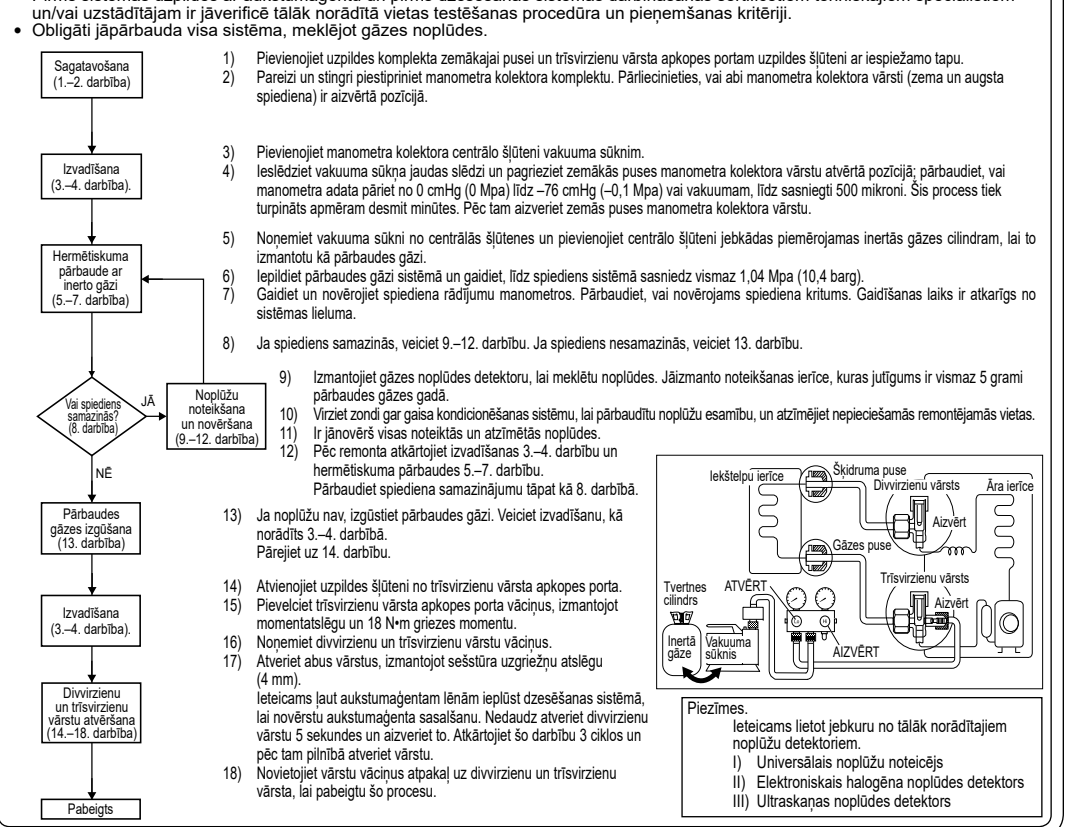 un/vai uzstādītājam ir jāverificē tālāk norādītā vietas testēšanas procedūra un pieņemšanas kritēriji.
• Obligāti jāpārbauda visa sistēma, meklējot gāzes noplūdes.
Sagatavošana
(1.–2. darbība)
1) Pievienojiet uzpildes komplekta zemākajai pusei un trīsvirzienu vārsta apkopes portam uzpildes šļūteni ar iespiežamo tapu.
2) Pareizi un stingri piestipriniet manometra kolektora komplektu. Pārliecinieties, vai abi manometra kolektora vārsti (zema un augsta
spiediena) ir aizvērtā pozīcijā.
Izvadīšana
(3.–4. darbība).
3) Pievienojiet manometra kolektora centrālo šļūteni vakuuma sūknim.
4) Ieslēdziet vakuuma sūkņa jaudas slēdzi un pagrieziet zemākās puses manometra kolektora vārstu atvērtā pozīcijā; pārbaudiet, vai
manometra adata pāriet no 0 cmHg (0 Mpa) līdz –76 cmHg (–0,1 Mpa) vai vakuumam, līdz sasniegti 500 mikroni. Šis process tiek
turpināts apmēram desmit minūtes. Pēc tam aizveriet zemās puses manometra kolektora vārstu.
Hermētiskuma
pārbaude ar
inerto gāzi
(5.–7. darbība)
5) Noņemiet vakuuma sūkni no centrālās šļūtenes un pievienojiet centrālo šļūteni jebkādas piemērojamas inertās gāzes cilindram, lai to
izmantotu kā pārbaudes gāzi.
6) Iepildiet pārbaudes gāzi sistēmā un gaidiet, līdz spiediens sistēmā sasniedz vismaz 1,04 Mpa (10,4 barg).
7) Gaidiet un novērojiet spiediena rādījumu manometros. Pārbaudiet, vai novērojams spiediena kritums. Gaidīšanas laiks ir atkarīgs no
sistēmas lieluma.
8) Ja spiediens samazinās, veiciet 9.–12. darbību. Ja spiediens nesamazinās, veiciet 13. darbību.
Vai spiediens
samazinās?
(8. darbība)
JĀ
NĒ
Noplūžu
noteikšana
un novēršana
(9.–12. darbība)
9) Izmantojiet gāzes noplūdes detektoru, lai meklētu noplūdes. Jāizmanto noteikšanas ierīce, kuras jutīgums ir vismaz 5 grami
pārbaudes gāzes gadā.
10) Virziet zondi gar gaisa kondicionēšanas sistēmu, lai pārbaudītu noplūžu esamību, un atzīmējiet nepieciešamās remontējamās vietas.
11) Ir jānovērš visas noteiktās un atzīmētās noplūdes.
12) Pēc remonta atkārtojiet izvadīšanas 3.–4. darbību un
hermētiskuma pārbaudes 5.–7. darbību.
Pārbaudiet spiediena samazinājumu tāpat kā 8. darbībā.
Pārbaudes
gāzes izgūšana
(13. darbība)
13) Ja noplūžu nav, izgūstiet pārbaudes gāzi. Veiciet izvadīšanu, kā
norādīts 3.–4. darbībā.
Pārejiet uz 14. darbību.
Izvadīšana
(3.–4. darbība).
14) Atvienojiet uzpildes šļūteni no trīsvirzienu vārsta apkopes porta.
15) Pievelciet trīsvirzienu vārsta apkopes porta vāciņus, izmantojot
momentatslēgu un 18 N•m griezes momentu.
16) Noņemiet divvirzienu un trīsvirzienu vārstu vāciņus.
17) Atveriet abus vārstus, izmantojot sešstūra uzgriežņu atslēgu
(4 mm).
Ieteicams ļaut aukstumaģentam lēnām ieplūst dzesēšanas sistēmā,
lai novērstu aukstumaģenta sasalšanu. Nedaudz atveriet divvirzienu
vārstu 5 sekundes un aizveriet to. Atkārtojiet šo darbību 3 ciklos un
pēc tam pilnībā atveriet vārstu.
18) Novietojiet vārstu vāciņus atpakaļ uz divvirzienu un trīsvirzienu
vārsta, lai pabeigtu šo procesu.
Divvirzienu
un trīsvirzienu
vārstu atvēršana
(14.–18. darbība)
Pabeigts
Iekštelpu ierīce
Šķidruma puse
Divvirzienu vārsts
Āra ierīce
Aizvērt
Gāzes puse
Trīsvirzienu vārsts
Aizvērt
Tvertnes
cilindrs
ATVĒRT
Inertā
gāze
Vakuuma
sūknis
AIZVĒRT
Piezīmes.
Ieteicams lietot jebkuru no tālāk norādītajiem
noplūžu detektoriem.
I) Universālais noplūžu noteicējs
II) Elektroniskais halogēna noplūdes detektors
III) Ultraskaņas noplūdes detektors